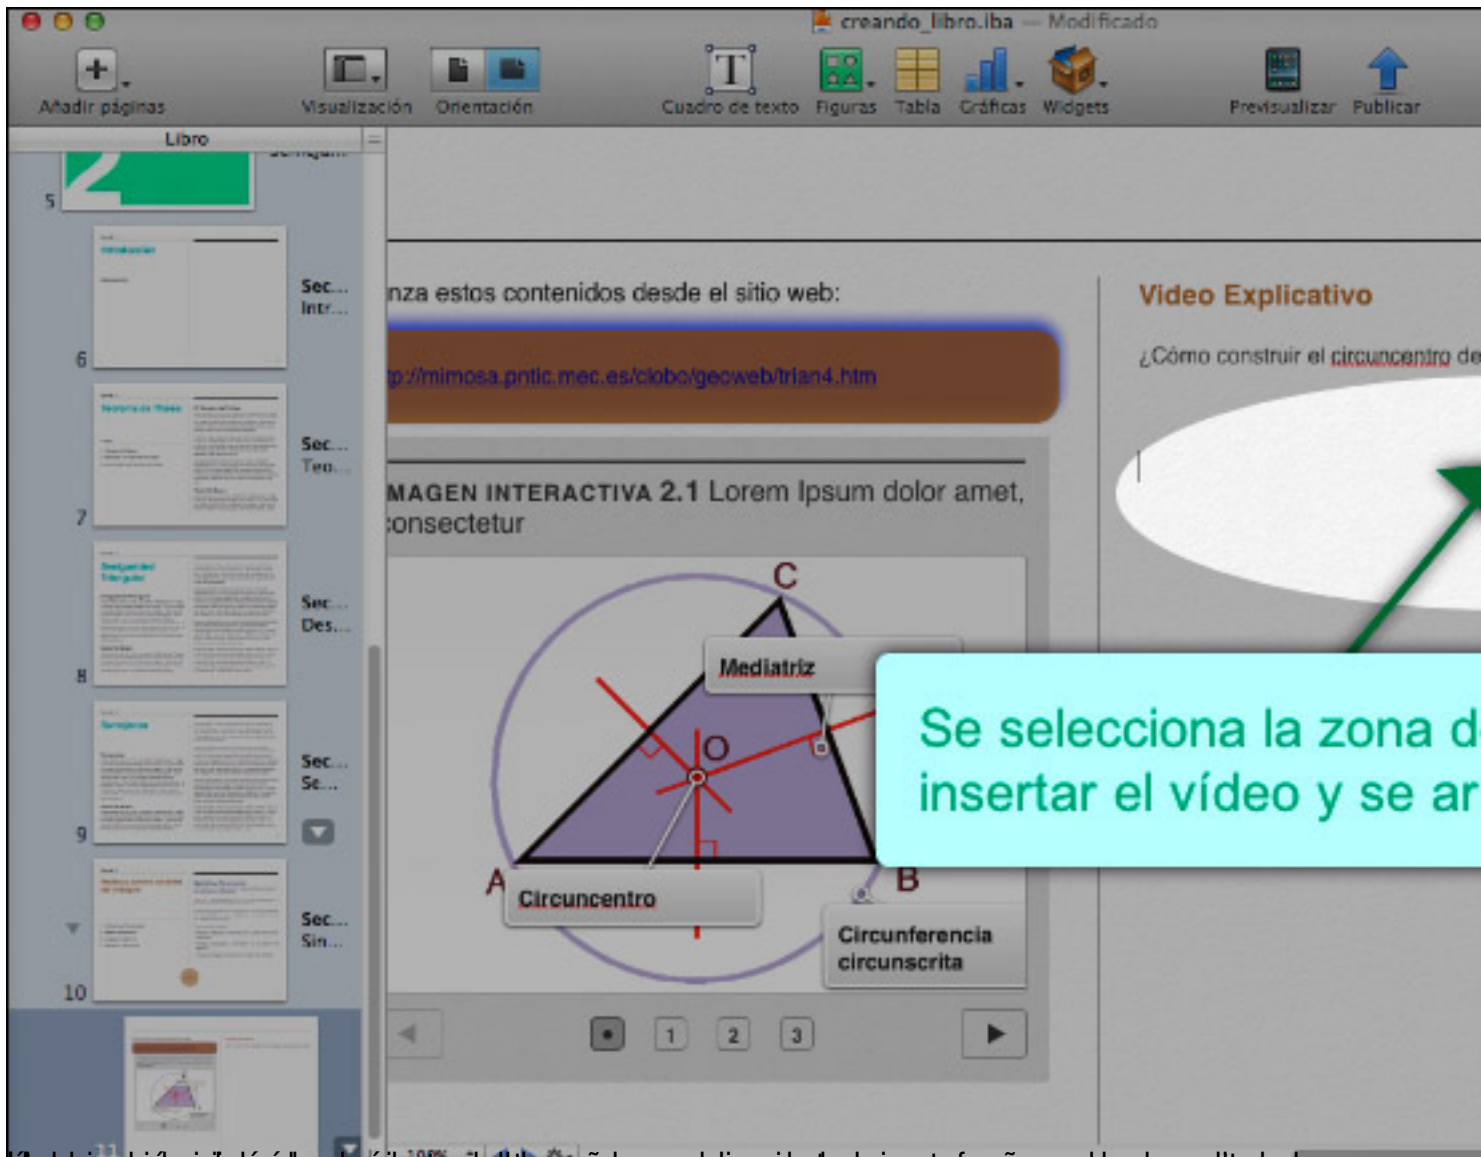 creando_libro.iba — Modificado
Añadir páginas
Visualización
Orientación
Cuadro de texto
Figuras
Tabla
Gráficas
Widgets
Previsualizar
Publicar
Libro
2
5
Sec...
Intr...
6
Sec...
Teo...
7
Sec...
Des...
8
Sec...
Se...
9
Sec...
Sin...
10
11
nza estos contenidos desde el sitio web:
tp://mimosa.pntic.mec.es/clobo/geoweb/trian4.htm
MAGEN INTERACTIVA 2.1 Lorem Ipsum dolor amet,
consectetur
C
Mediatriz
O
A
B
Circuncentro
Circunferencia
circunscrita
1 2 3
Video Explicativo
¿Cómo construir el circuncentro de
Se selecciona la zona
insertar el vídeo y se